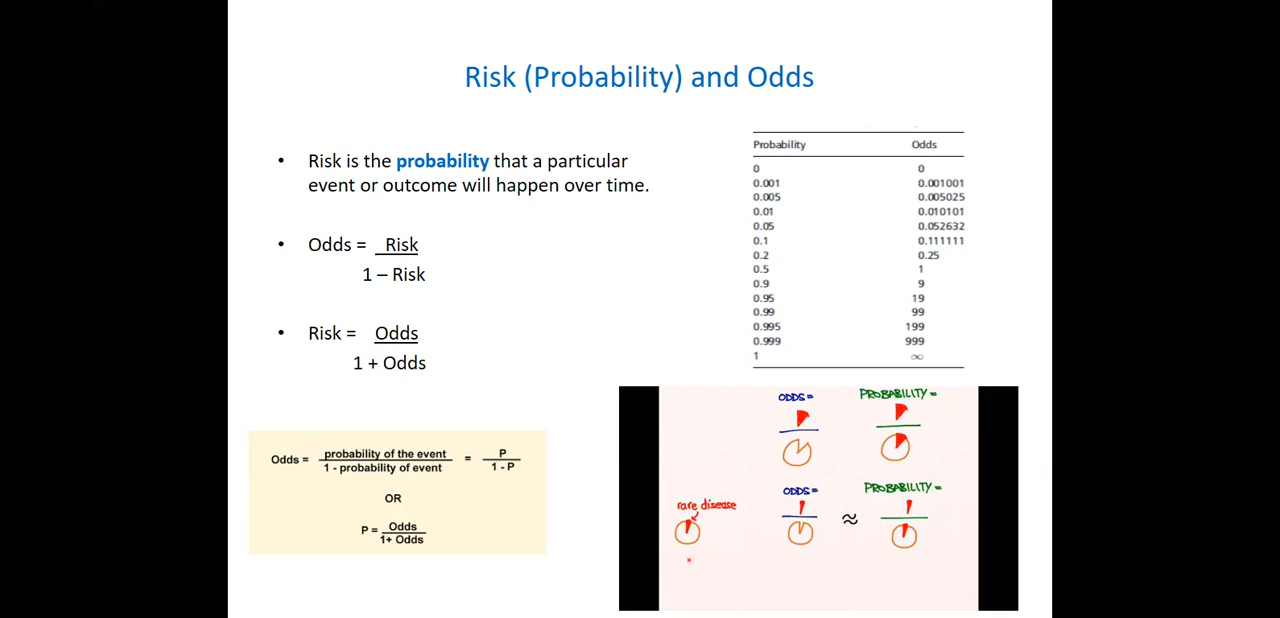 Risk (Probability) and Odds
• Risk is the probability that a particular
event or outcome will happen over time.
• Odds = Risk
1 – Risk
• Risk = Odds
1 + Odds
Odds = probability of the event = P
1 - probability of event 1 - P
OR
P = Odds
1+ Odds
Probability Odds
0 0
0.001 0.001001
0.005 0.005025
0.01 0.010101
0.05 0.052632
0.1 0.111111
0.2 0.25
0.5 1
0.9 9
0.95 19
0.99 99
0.995 199
0.999 999
1 ∞
ODDS = PROBABILITY =
rare disease
ODDS = ≈ PROBABILITY =